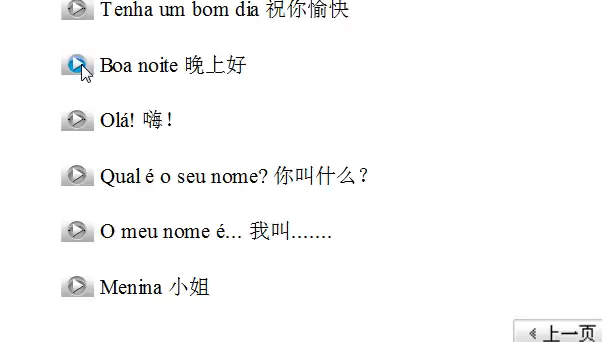 Tenha um bom dia 祝你愉快
Boa noite 晚上好
Olá! 嗨！
Qual é o seu nome? 你叫什么？
O meu nome é... 我叫.......
Menina 小姐
上一页